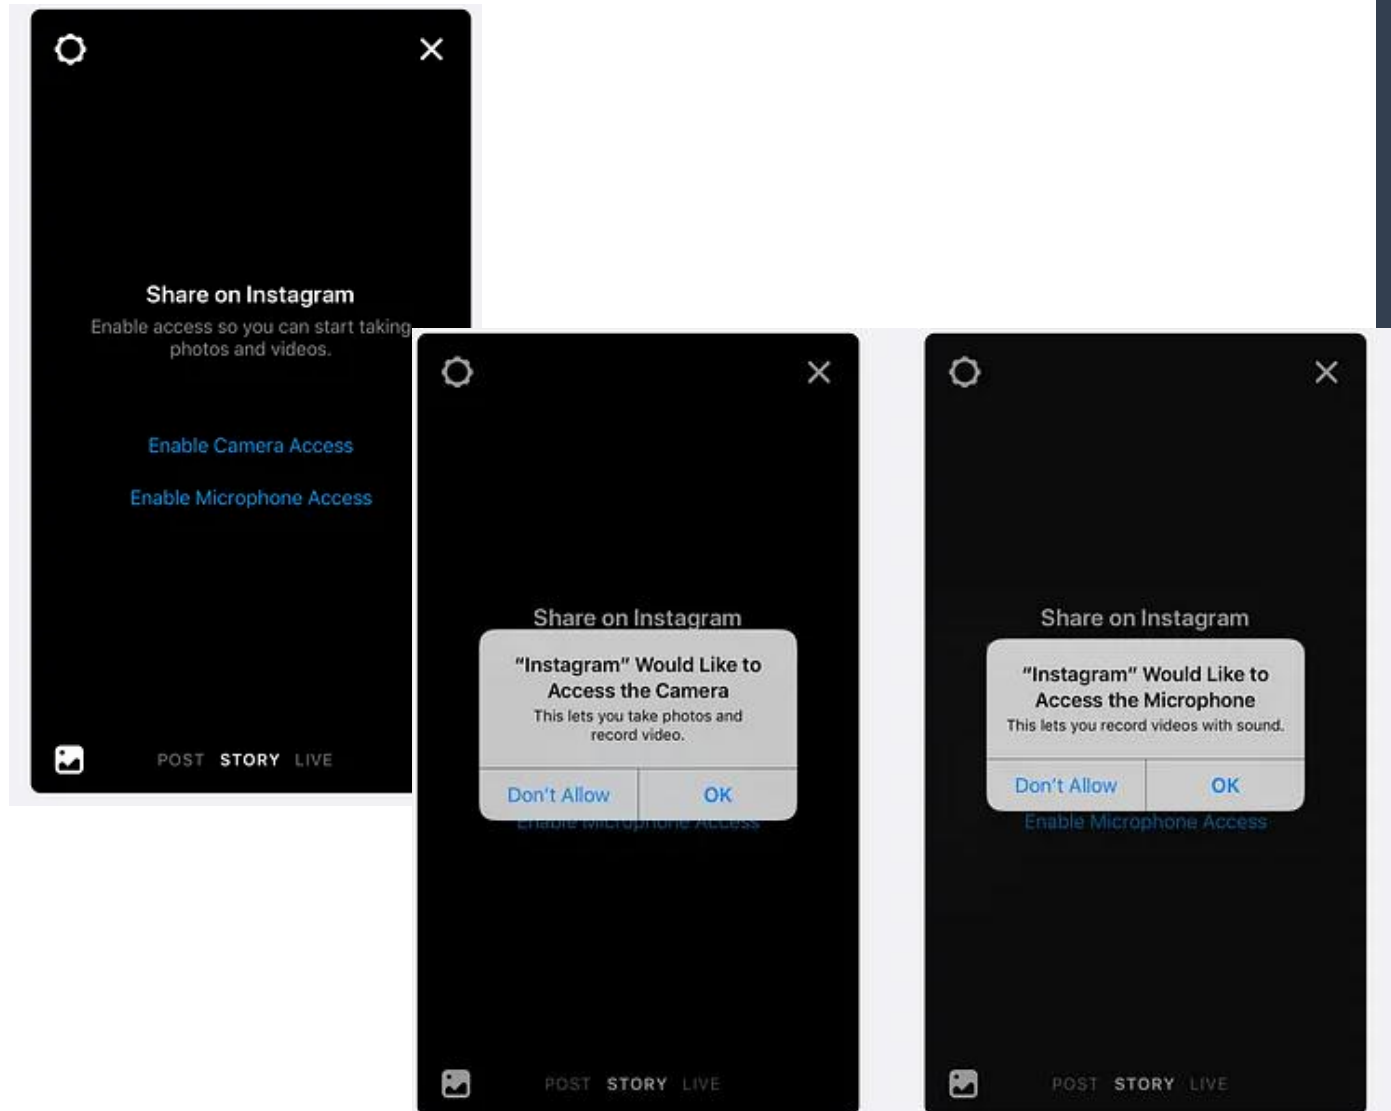 Share on Instagram
Enable access so you can start taking
photos and videos.
Enable Camera Access
Enable Microphone Access
POST STORY LIVE
Share on Instagram
"Instagram" Would Like to
Access the Camera
This lets you take photos and
record video.
Don't Allow OK
Enable Microphone Access
POST STORY LIVE
Share on Instagram
"Instagram" Would Like to
Access the Microphone
This lets you record videos with sound.
Don't Allow OK
Enable Microphone Access
POST STORY LIVE